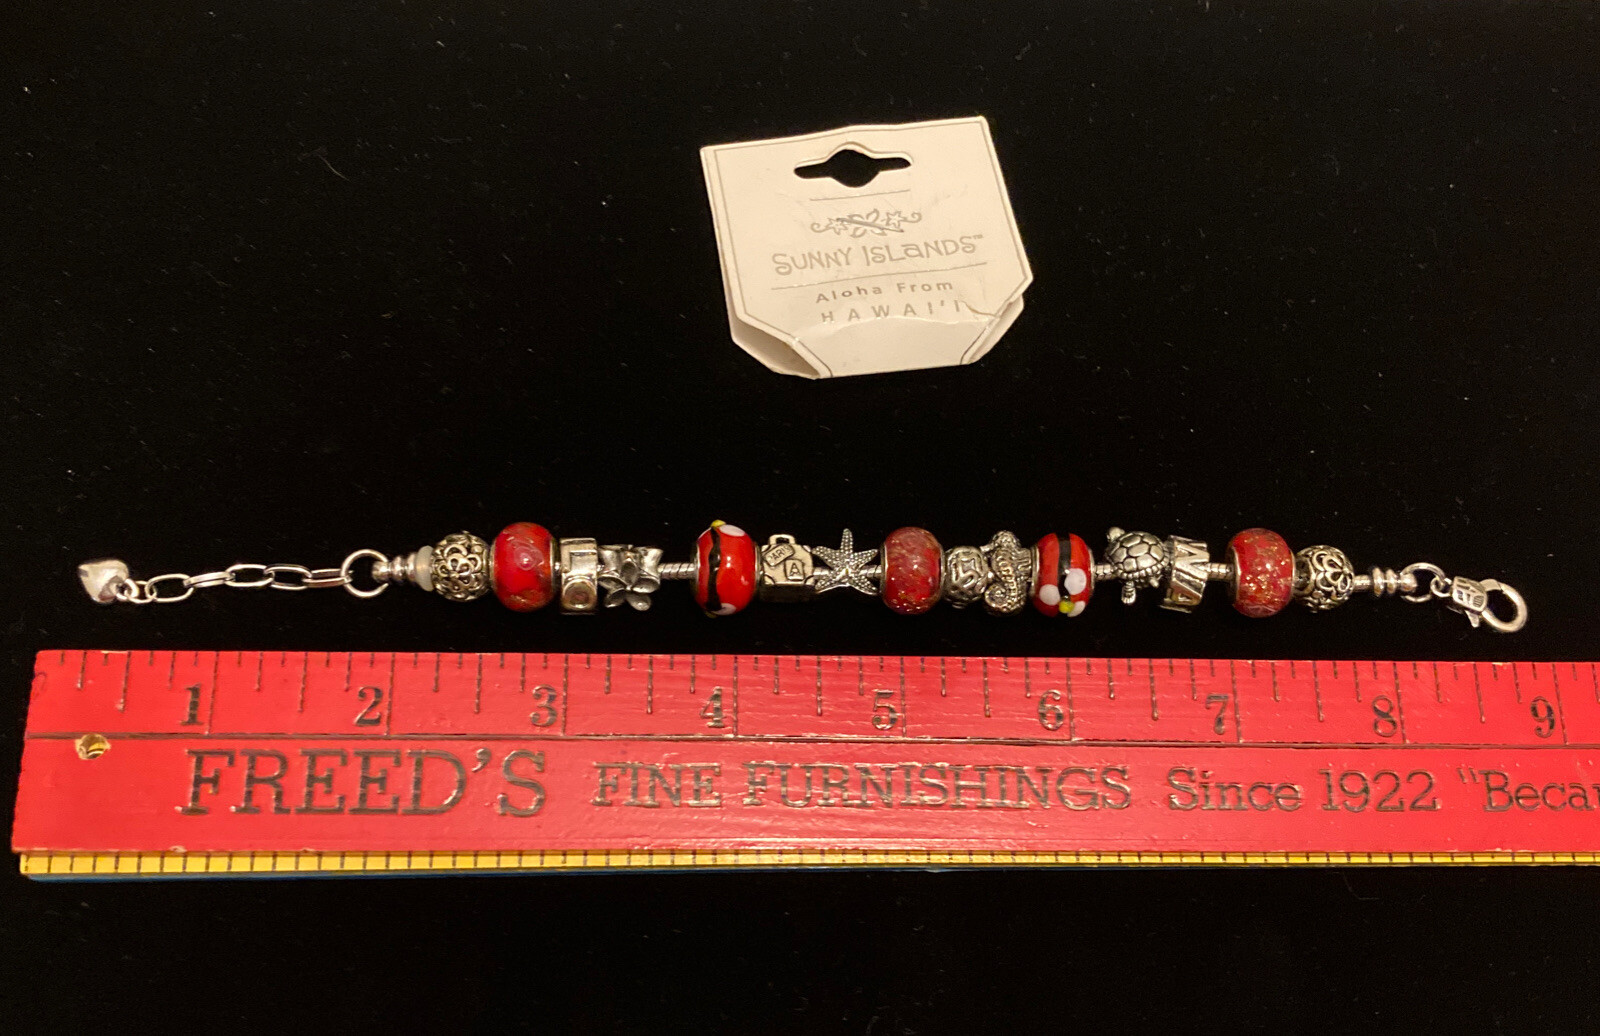 SUNNY ISLaNDS™
Aloha From
HAWAI'I
1 2 3 4 5 6 7 8 9
FREED'S FINE FURNISHINGS Since 1922 "Becau